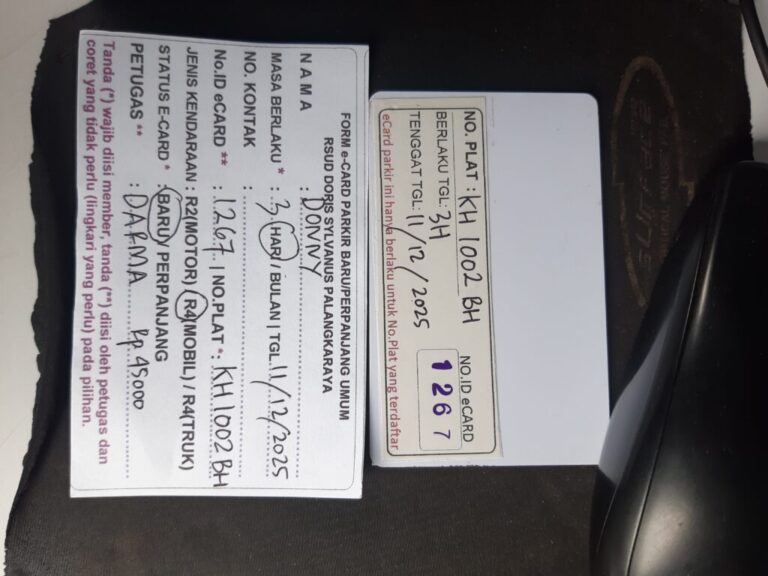 FORM e-CARD PARKIR BARU/PERPANJANG UMUM
RSUD DORIS SYLVANUS PALANGKARAYA
NAMA : DONNY
MASA BERLAKU * : 3 HARI / BULAN | TGL. 11/12/2025
NO. KONTAK :
No.ID eCARD ** : 1267 | NO.PLAT *: KH 1002 BH
JENIS KENDARAAN : R2(MOTOR) / R4(MOBIL) / R4(TRUK)
STATUS E-CARD * : BARU / PERPANJANG
PETUGAS ** : DARMA Rp 45000
Tanda (*) wajib diisi member, tanda (**) diisi oleh petugas dan
coret yang tidak perlu (lingkari yang perlu) pada pilihan.
NO. PLAT : KH 1002 BH
BERLAKU TGL: 3H
TENGGAT TGL: 11/12/2025
NO.ID eCARD
1267
eCard parkir ini hanya berlaku untuk No.Plat yang terdaftar